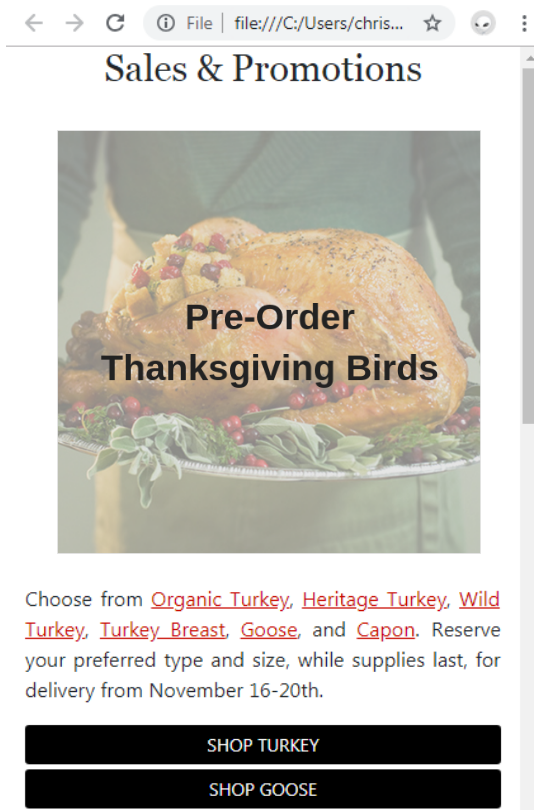 File file:///C:/Users/chris...
Sales & Promotions
Pre-Order
Thanksgiving Birds
Choose from Organic Turkey, Heritage Turkey, Wild
Turkey, Turkey Breast, Goose, and Capon. Reserve
your preferred type and size, while supplies last, for
delivery from November 16-20th.
SHOP TURKEY
SHOP GOOSE